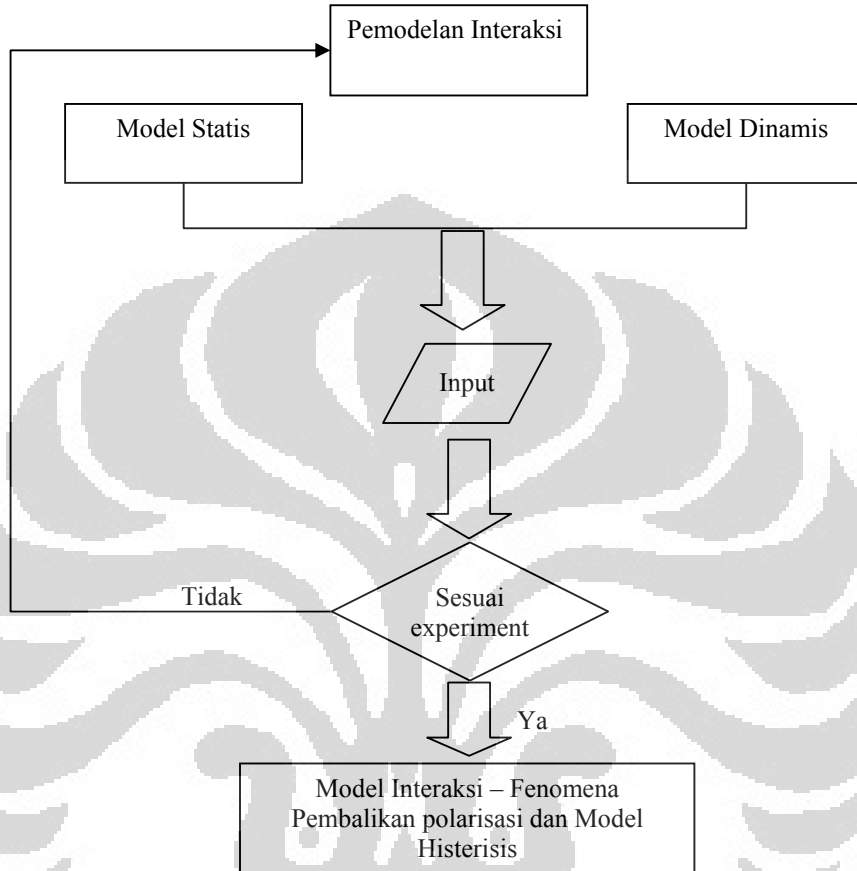 Pemodelan Interaksi
Model Statis
Model Dinamis
Input
Tidak
Sesuai
experiment
Ya
Model Interaksi – Fenomena
Pembalikan polarisasi dan Model
Histerisis